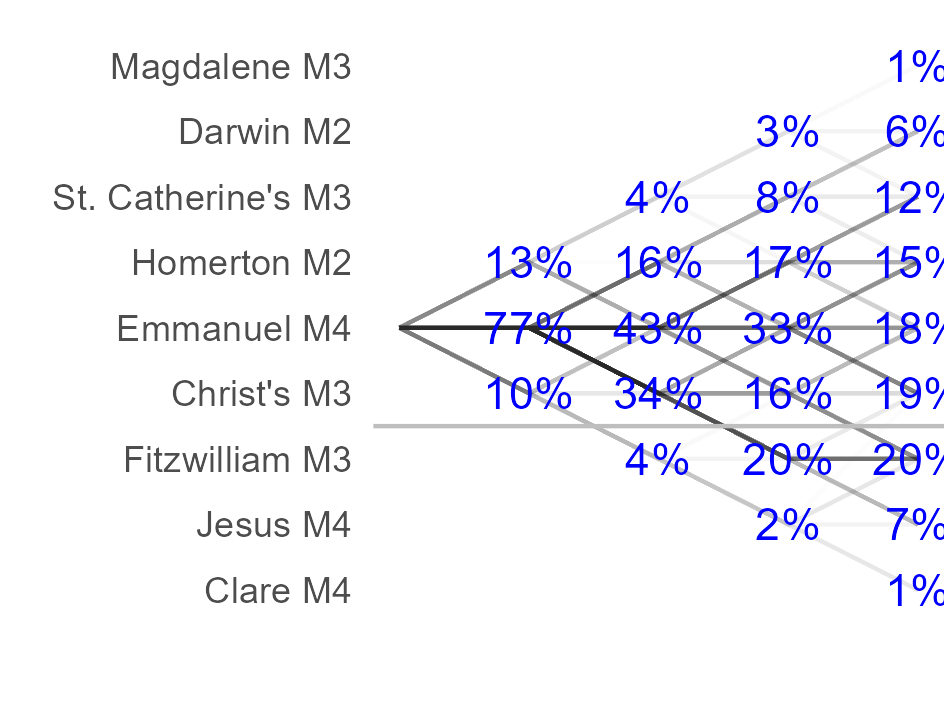 Magdalene M3 1%
Darwin M2 3% 6%
St. Catherine's M3 4% 8% 12%
Homerton M2 13% 16% 17% 15%
Emmanuel M4 77% 43% 33% 18%
Christ's M3 10% 34% 16% 19%
Fitzwilliam M3 4% 20% 20%
Jesus M4 2% 7%
Clare M4 1%